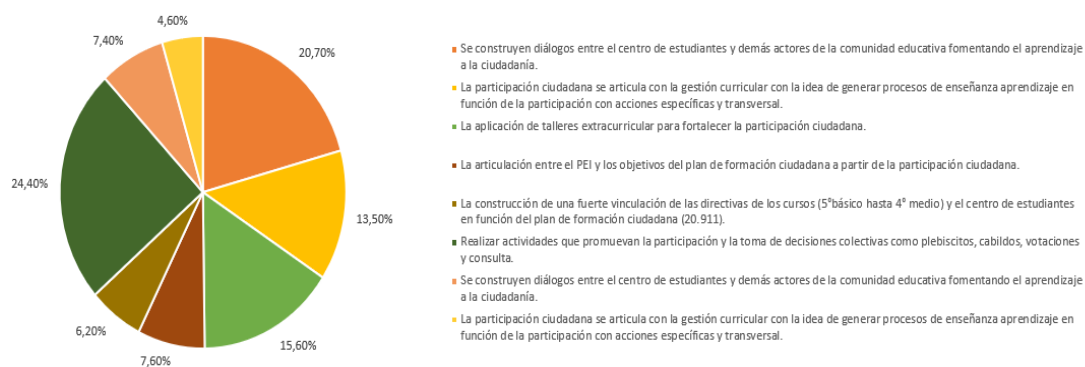 4,60%
7,40%
20,70%
24,40%
13,50%
6,20%
15,60%
7,60%
Se construyen diálogos entre el centro de estudiantes y demás actores de la comunidad educativa fomentando el aprendizaje
a la ciudadanía.
La participación ciudadana se articula con la gestión curricular con la idea de generar procesos de enseñanza aprendizaje en
función de la participación con acciones específicas y transversal.
La aplicación de talleres extracurricular para fortalecer la participación ciudadana.
La articulación entre el PEI y los objetivos del plan de formación ciudadana a partir de la participación ciudadana.
La construcción de una fuerte vinculación de las directivas de los cursos (5°básico hasta 4° medio) y el centro de estudiantes
en función del plan de formación ciudadana (20.911).
Realizar actividades que promuevan la participación y la toma de decisiones colectivas como plebiscitos, cabildos, votaciones
y consulta.
Se construyen diálogos entre el centro de estudiantes y demás actores de la comunidad educativa fomentando el aprendizaje
a la ciudadanía.
La participación ciudadana se articula con la gestión curricular con la idea de generar procesos de enseñanza aprendizaje en
función de la participación con acciones específicas y transversal.